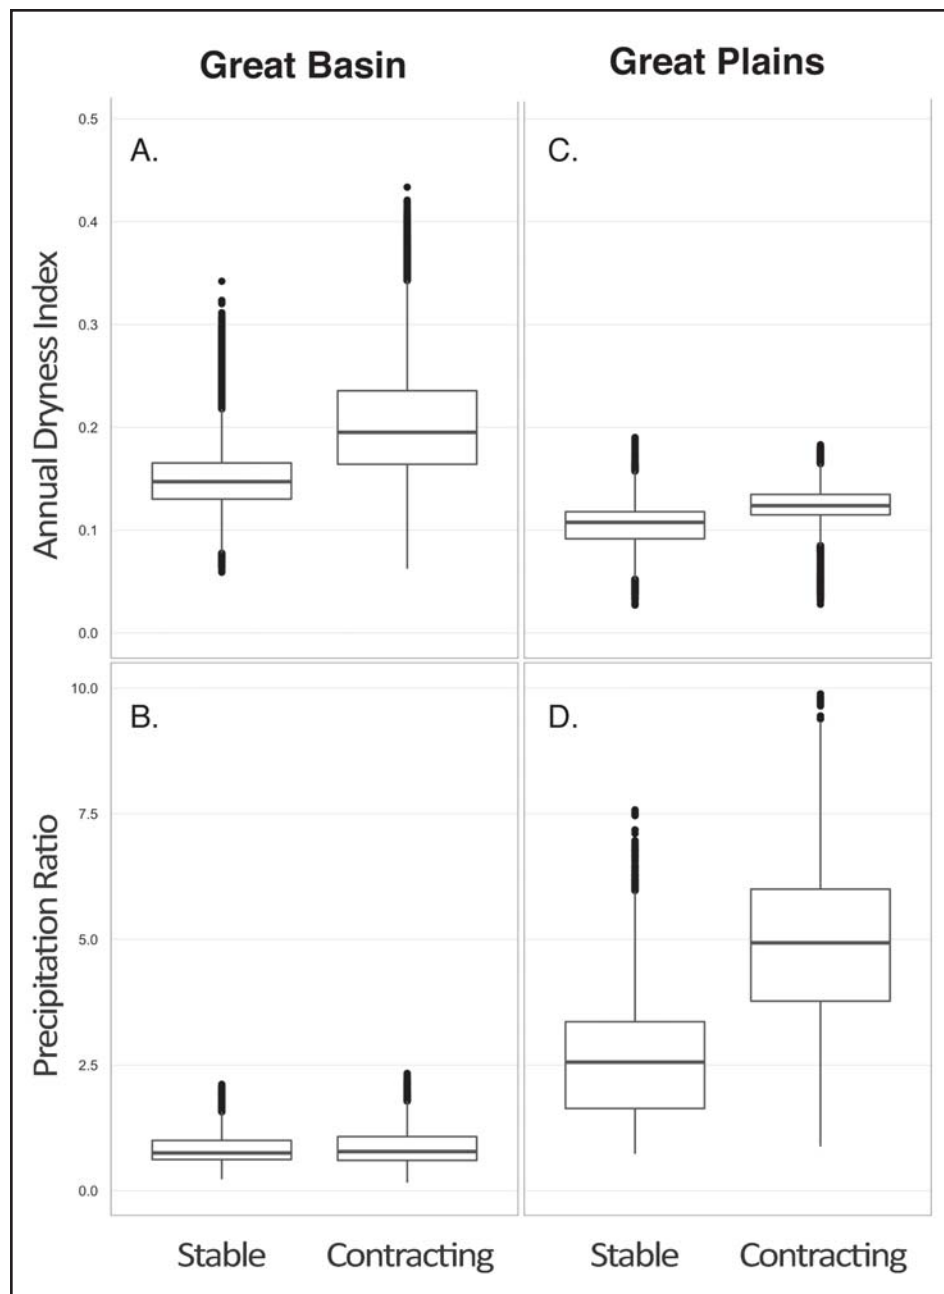 Great Basin
Great Plains
A.
C.
Annual Dryness Index
0.5
0.4
0.3
0.2
0.1
0.0
B.
D.
Precipitation Ratio
10.0
7.5
5.0
2.5
0.0
Stable
Contracting
Stable
Contracting